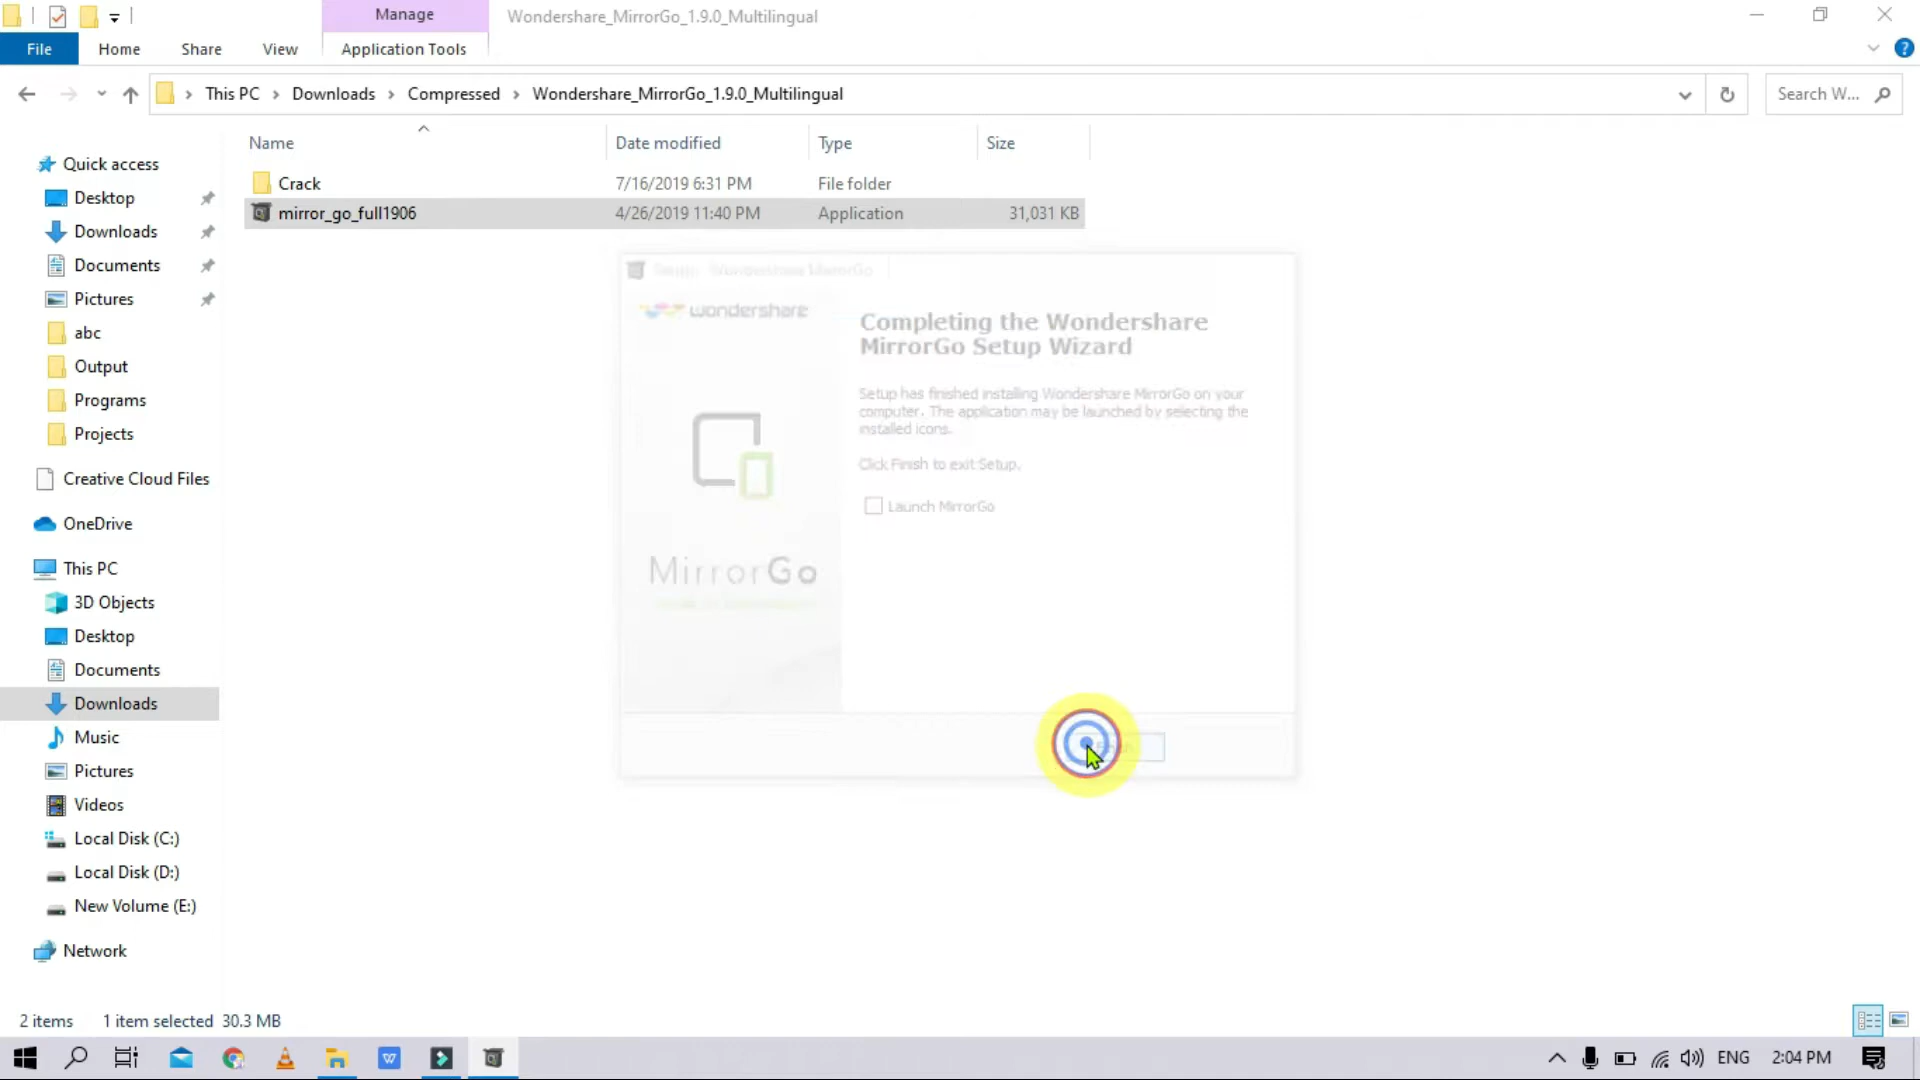 Manage
Wondershare_MirrorGo_1.9.0_Multilingual
File
Home
Share
View
Application Tools
This PC
Downloads
Compressed
Wondershare_MirrorGo_1.9.0_Multilingual
Search W...
Name
Date modified
Type
Size
Crack
7/16/2019 6:31 PM
File folder
mirror_go_full1906
4/26/2019 11:40 PM
Application
31,031 KB
Quick access
Desktop
Downloads
Documents
Pictures
abc
Output
Programs
Projects
Creative Cloud Files
OneDrive
This PC
3D Objects
Desktop
Documents
Downloads
Music
Pictures
Videos
Local Disk (C:)
Local Disk (D:)
New Volume (E:)
Network
Setup - Wondershare MirrorGo
wondershare
MirrorGo
Completing the Wondershare
MirrorGo Setup Wizard
Setup has finished installing Wondershare MirrorGo on your
computer. The application may be launched by selecting the
installed icons.
Click Finish to exit Setup.
Launch MirrorGo
2 items
1 item selected 30.3 MB
ENG
2:04 PM